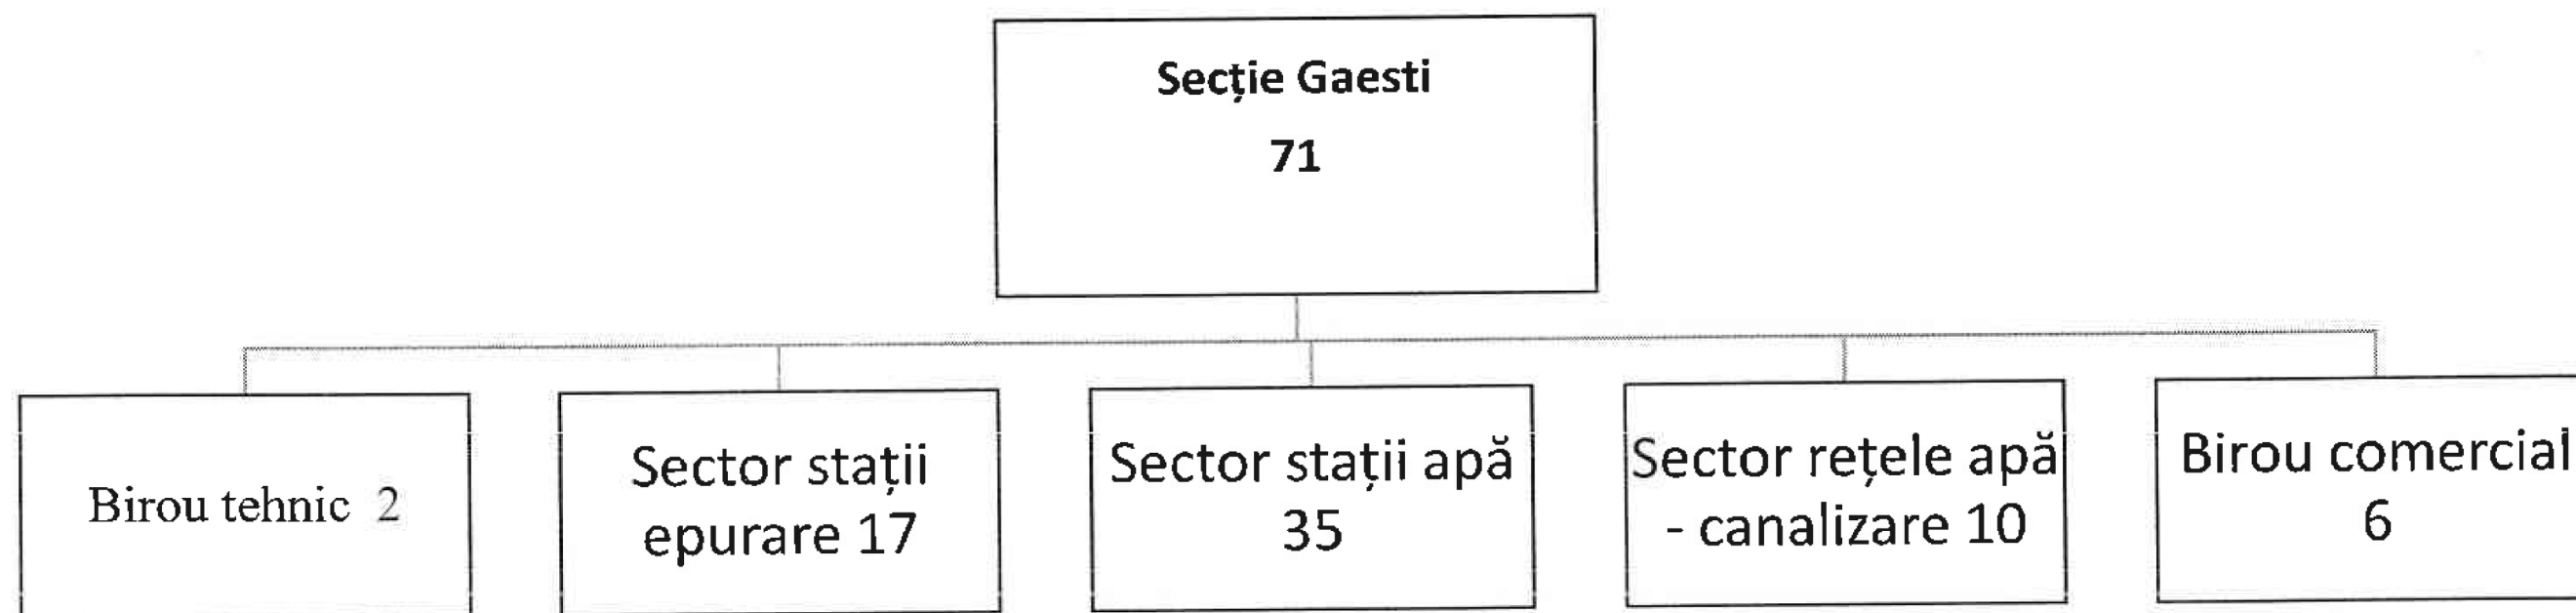 Secție Gaesti
71
Birou tehnic 2
Sector stații
epurare 17
Sector stații apă
35
Sector rețele apă
- canalizare 10
Birou comercial
6